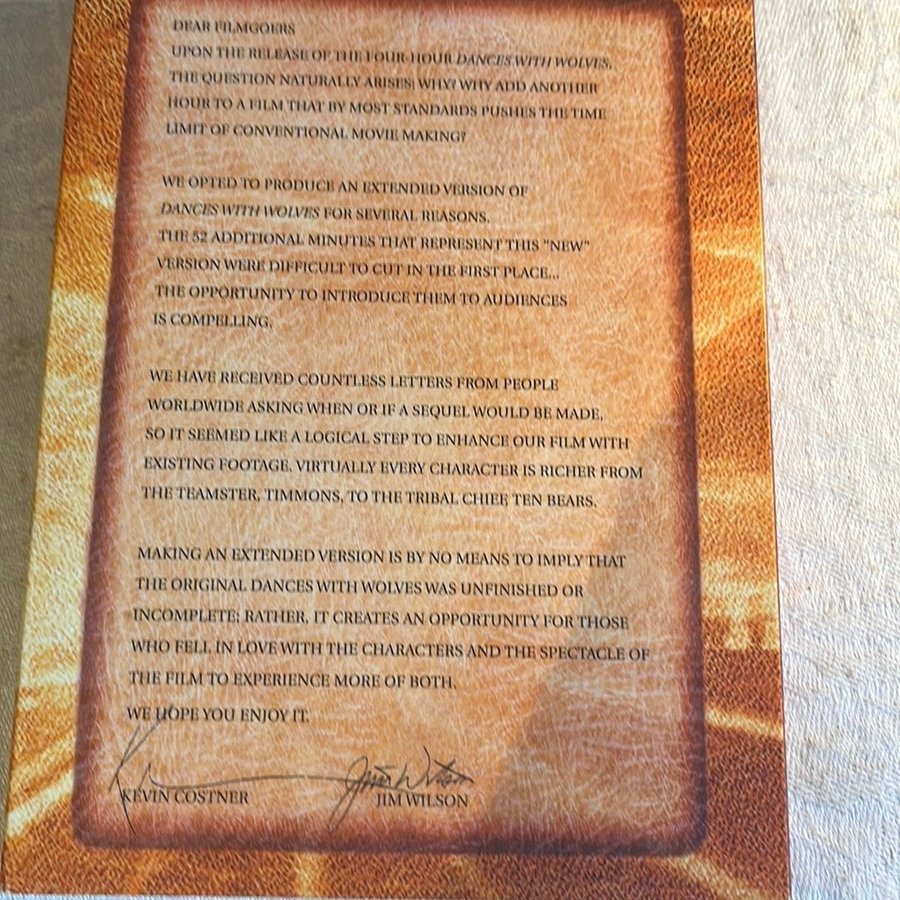 DEAR FILMGOERS
UPON THE RELEASE OF THE FOUR-HOUR DANCES WITH WOLVES,
THE QUESTION NATURALLY ARISES: WHY? WHY ADD ANOTHER
HOUR TO A FILM THAT BY MOST STANDARDS PUSHES THE TIME
LIMIT OF CONVENTIONAL MOVIE MAKING?
WE OPTED TO PRODUCE AN EXTENDED VERSION OF
DANCES WITH WOLVES FOR SEVERAL REASONS.
THE 52 ADDITIONAL MINUTES THAT REPRESENT THIS "NEW"
VERSION WERE DIFFICULT TO CUT IN THE FIRST PLACE...
THE OPPORTUNITY TO INTRODUCE THEM TO AUDIENCES
IS COMPELLING.
WE HAVE RECEIVED COUNTLESS LETTERS FROM PEOPLE
WORLDWIDE ASKING WHEN OR IF A SEQUEL WOULD BE MADE,
SO IT SEEMED LIKE A LOGICAL STEP TO ENHANCE OUR FILM WITH
EXISTING FOOTAGE. VIRTUALLY EVERY CHARACTER IS RICHER FROM
THE TEAMSTER, TIMMONS, TO THE TRIBAL CHIEF, TEN BEARS.
MAKING AN EXTENDED VERSION IS BY NO MEANS TO IMPLY THAT
THE ORIGINAL DANCES WITH WOLVES WAS UNFINISHED OR
INCOMPLETE; RATHER, IT CREATES AN OPPORTUNITY FOR THOSE
WHO FELL IN LOVE WITH THE CHARACTERS AND THE SPECTACLE OF
THE FILM TO EXPERIENCE MORE OF BOTH.
WE HOPE YOU ENJOY IT.
Jim Wilson
KEVIN COSTNER JIM WILSON